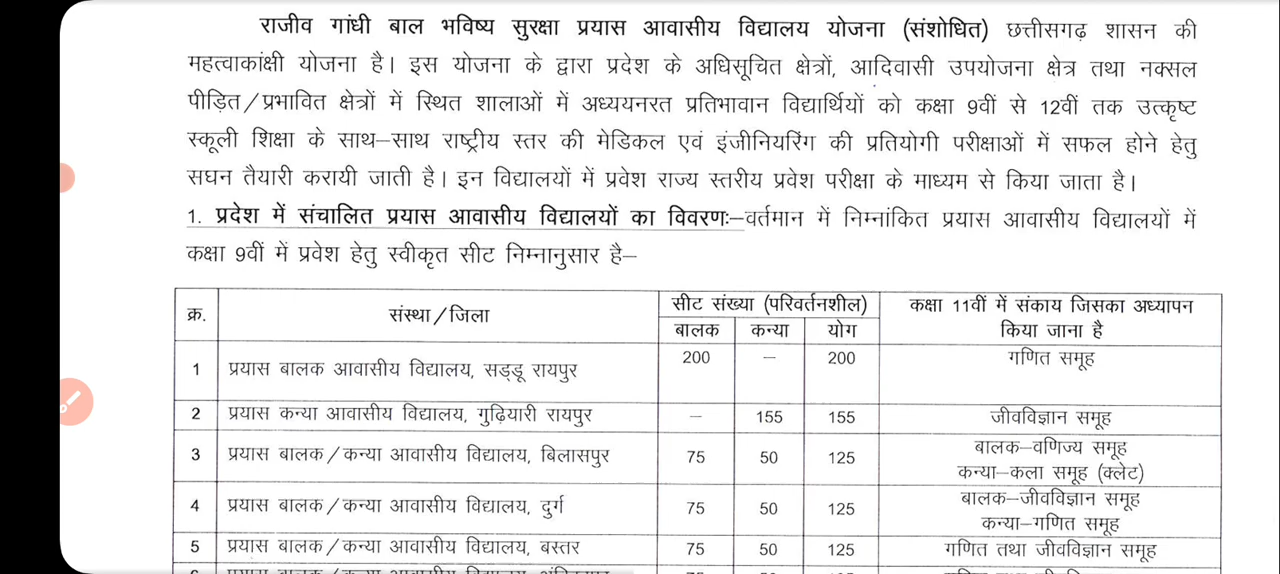 राजीव गांधी बाल भविष्य सुरक्षा प्रयास आवासीय विद्यालय योजना (संशोधित) छत्तीसगढ़ शासन की
महत्वाकांक्षी योजना है। इस योजना के द्वारा प्रदेश के अधिसूचित क्षेत्रों, आदिवासी उपयोजना क्षेत्र तथा नक्सल
पीड़ित/प्रभावित क्षेत्रों में स्थित शालाओं में अध्ययनरत प्रतिभावान विद्यार्थियों को कक्षा 9वीं से 12वीं तक उत्कृष्ट
स्कूली शिक्षा के साथ–साथ राष्ट्रीय स्तर की मेडिकल एवं इंजीनियरिंग की प्रतियोगी परीक्षाओं में सफल होने हेतु
सघन तैयारी करायी जाती है। इन विद्यालयों में प्रवेश राज्य स्तरीय प्रवेश परीक्षा के माध्यम से किया जाता है।
1. प्रदेश में संचालित प्रयास आवासीय विद्यालयों का विवरणः–वर्तमान में निम्नांकित प्रयास आवासीय विद्यालयों में
कक्षा 9वीं में प्रवेश हेतु स्वीकृत सीट निम्नानुसार है–
क्र. संस्था/जिला सीट संख्या (परिवर्तनशील) कक्षा 11वीं में संकाय जिसका अध्यापन
बालक कन्या योग किया जाना है
1 प्रयास बालक आवासीय विद्यालय, सड्डू रायपुर 200 – 200 गणित समूह
2 प्रयास कन्या आवासीय विद्यालय, गुढ़ियारी रायपुर – 155 155 जीवविज्ञान समूह
3 प्रयास बालक/कन्या आवासीय विद्यालय, बिलासपुर 75 50 125 बालक–वणिज्य समूह
कन्या–कला समूह (क्लेट)
4 प्रयास बालक/कन्या आवासीय विद्यालय, दुर्ग 75 50 125 बालक–जीवविज्ञान समूह
कन्या–गणित समूह
5 प्रयास बालक/कन्या आवासीय विद्यालय, बस्तर 75 50 125 गणित तथा जीवविज्ञान समूह